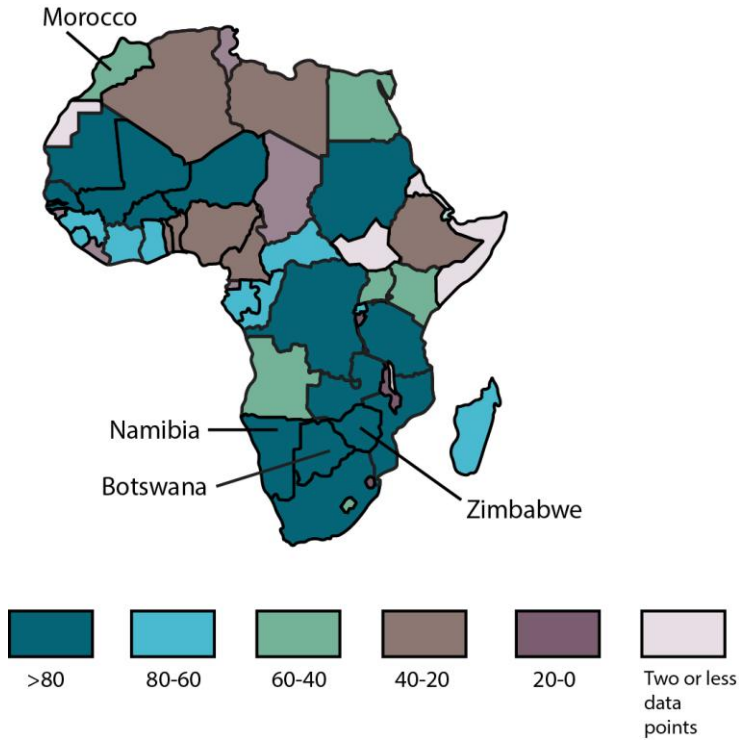 Morocco
Namibia
Botswana
Zimbabwe
>80
80-60
60-40
40-20
20-0
Two or less
data
points